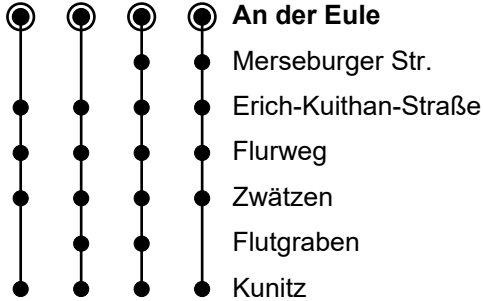 An der Eule
Merseburger Str.
Erich-Kuithan-Straße
Flurweg
Zwätzen
Flutgraben
Kunitz